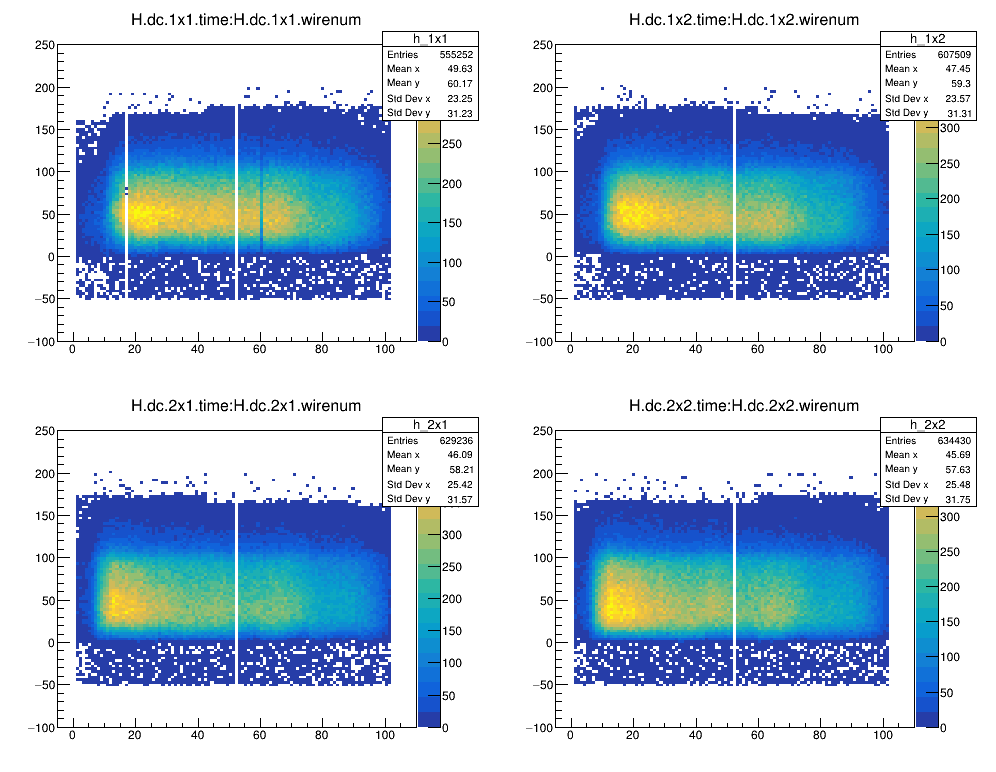 H.dc.1x1.time:H.dc.1x1.wirenum
h_1x1
Entries 555252
Mean x 49.63
Mean y 60.17
Std Dev x 23.25
Std Dev y 31.23
250
200
150
100
50
0
−50
−100
0 20 40 60 80 100
250
200
150
100
50
0
H.dc.1x2.time:H.dc.1x2.wirenum
h_1x2
Entries 607509
Mean x 47.45
Mean y 59.3
Std Dev x 23.57
Std Dev y 31.31
250
200
150
100
50
0
−50
−100
0 20 40 60 80 100
300
250
200
150
100
50
0
H.dc.2x1.time:H.dc.2x1.wirenum
h_2x1
Entries 629236
Mean x 46.09
Mean y 58.21
Std Dev x 25.42
Std Dev y 31.57
250
200
150
100
50
0
−50
−100
0 20 40 60 80 100
300
250
200
150
100
50
0
H.dc.2x2.time:H.dc.2x2.wirenum
h_2x2
Entries 634430
Mean x 45.69
Mean y 57.63
Std Dev x 25.48
Std Dev y 31.75
250
200
150
100
50
0
−50
−100
0 20 40 60 80 100
300
250
200
150
100
50
0